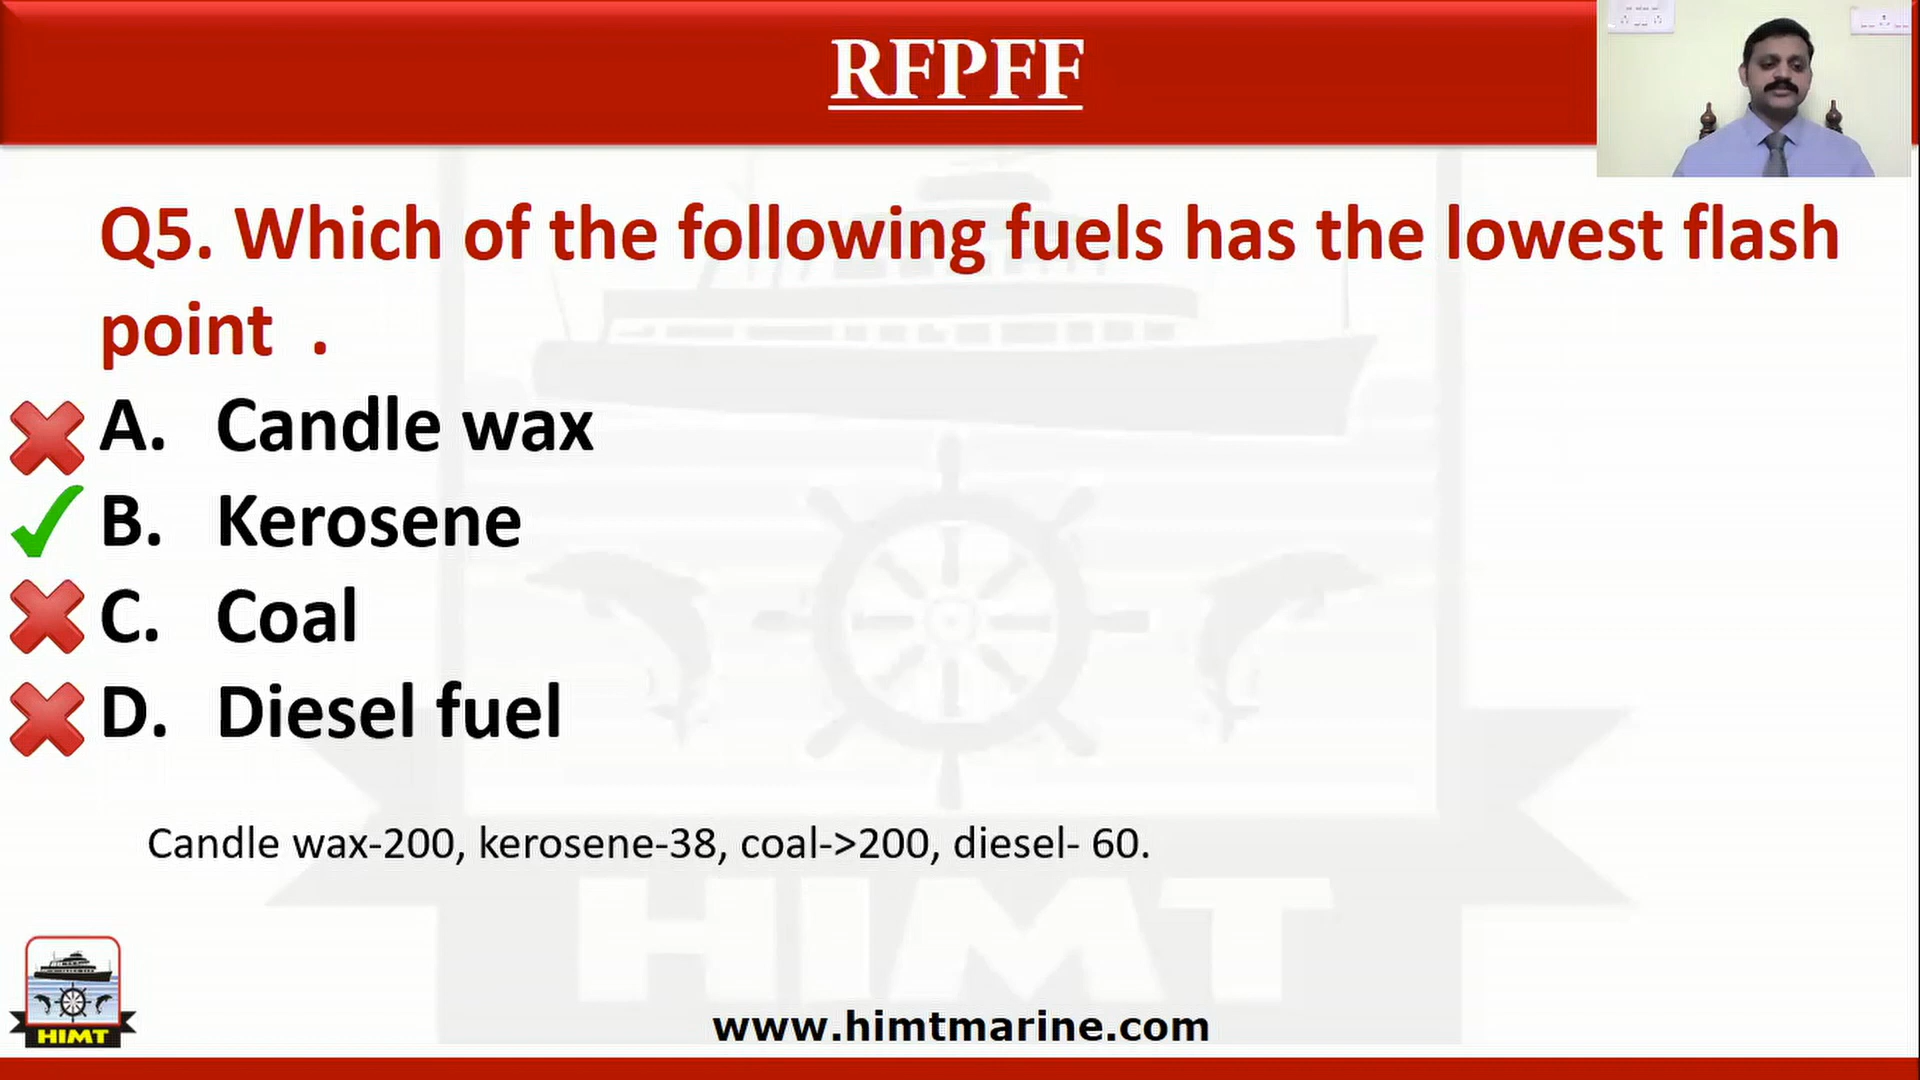 RFPFF
Q5. Which of the following fuels has the lowest flash
point .
A. Candle wax
B. Kerosene
C. Coal
D. Diesel fuel
Candle wax-200, kerosene-38, coal->200, diesel- 60.
HIMT
HIMT
www.himtmarine.com